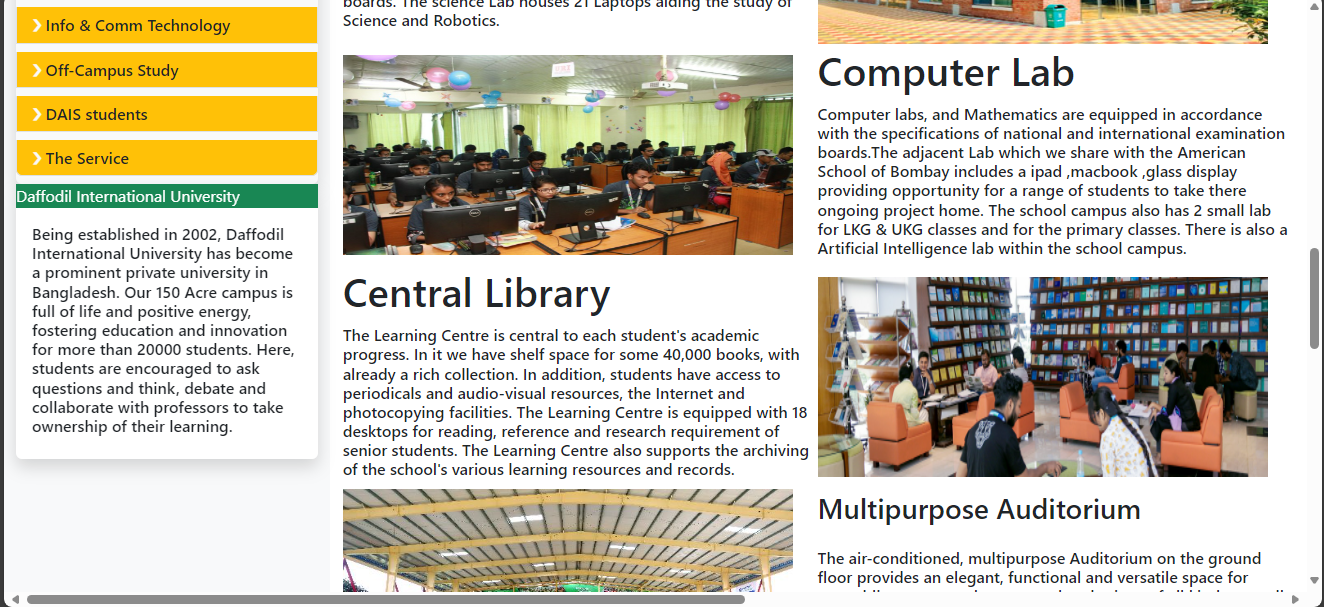 Info & Comm Technology
Off-Campus Study
DAIS students
The Service
Daffodil International University
Being established in 2002, Daffodil
International University has become
a prominent private university in
Bangladesh. Our 150 Acre campus is
full of life and positive energy,
fostering education and innovation
for more than 20000 students. Here,
students are encouraged to ask
questions and think, debate and
collaborate with professors to take
ownership of their learning.
boards. The science Lab houses 21 Laptops aiding the study of
Science and Robotics.
Computer Lab
Computer labs, and Mathematics are equipped in accordance
with the specifications of national and international examination
boards.The adjacent Lab which we share with the American
School of Bombay includes a ipad ,macbook ,glass display
providing opportunity for a range of students to take there
ongoing project home. The school campus also has 2 small lab
for LKG & UKG classes and for the primary classes. There is also a
Artificial Intelligence lab within the school campus.
Central Library
The Learning Centre is central to each student's academic
progress. In it we have shelf space for some 40,000 books, with
already a rich collection. In addition, students have access to
periodicals and audio-visual resources, the Internet and
photocopying facilities. The Learning Centre is equipped with 18
desktops for reading, reference and research requirement of
senior students. The Learning Centre also supports the archiving
of the school's various learning resources and records.
Multipurpose Auditorium
The air-conditioned, multipurpose Auditorium on the ground
floor provides an elegant, functional and versatile space for